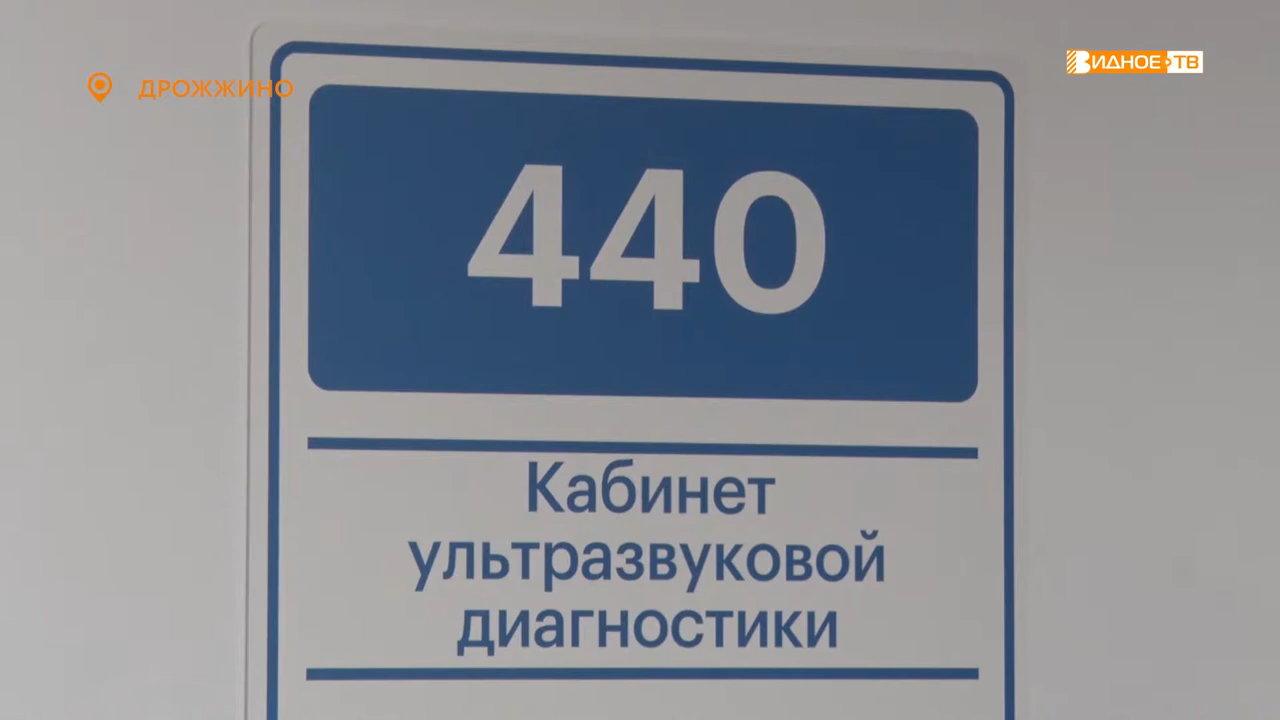 ДРОЖЖИНО
ВИДНОЕ ТВ
440
Кабинет
ультразвуковой
диагностики